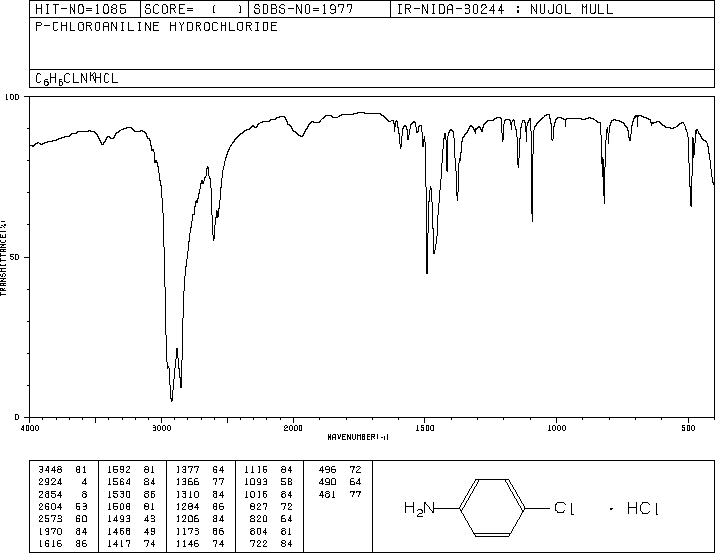 HIT-NO=1085 SCORE= ( ) SDBS-NO=1977 IR-NIDA-30244 : NUJOL MULL
P-CHLOROANILINE HYDROCHLORIDE
C6H6CLN*HCL
100
50
0
TRANSMITTANCE(%)
4000 3000 2000 1500 1000 500
WAVENUMBER(-1)
3448 81 1592 81 1377 64 1116 84 496 72
2924 4 1564 84 1366 77 1093 58 490 64
2854 8 1530 86 1310 84 1016 84 481 77
2604 53 1508 81 1284 86 827 72
2573 60 1493 43 1206 84 820 64
1970 84 1468 49 1173 86 804 81
1616 86 1417 74 1146 74 722 84
H2N Cl · HCl